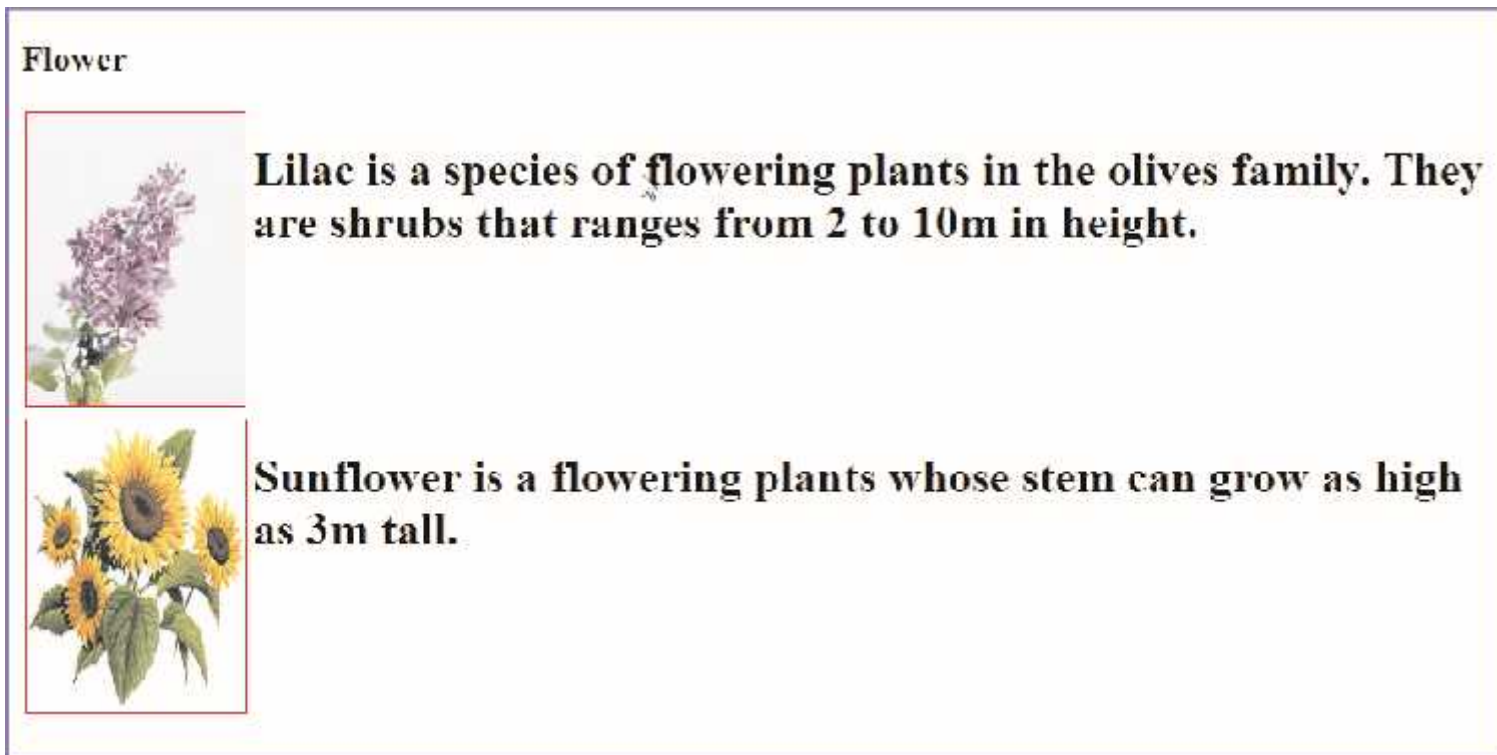 Flower
Lilac is a species of flowering plants in the olives family. They
are shrubs that ranges from 2 to 10m in height.
Sunflower is a flowering plants whose stem can grow as high
as 3m tall.